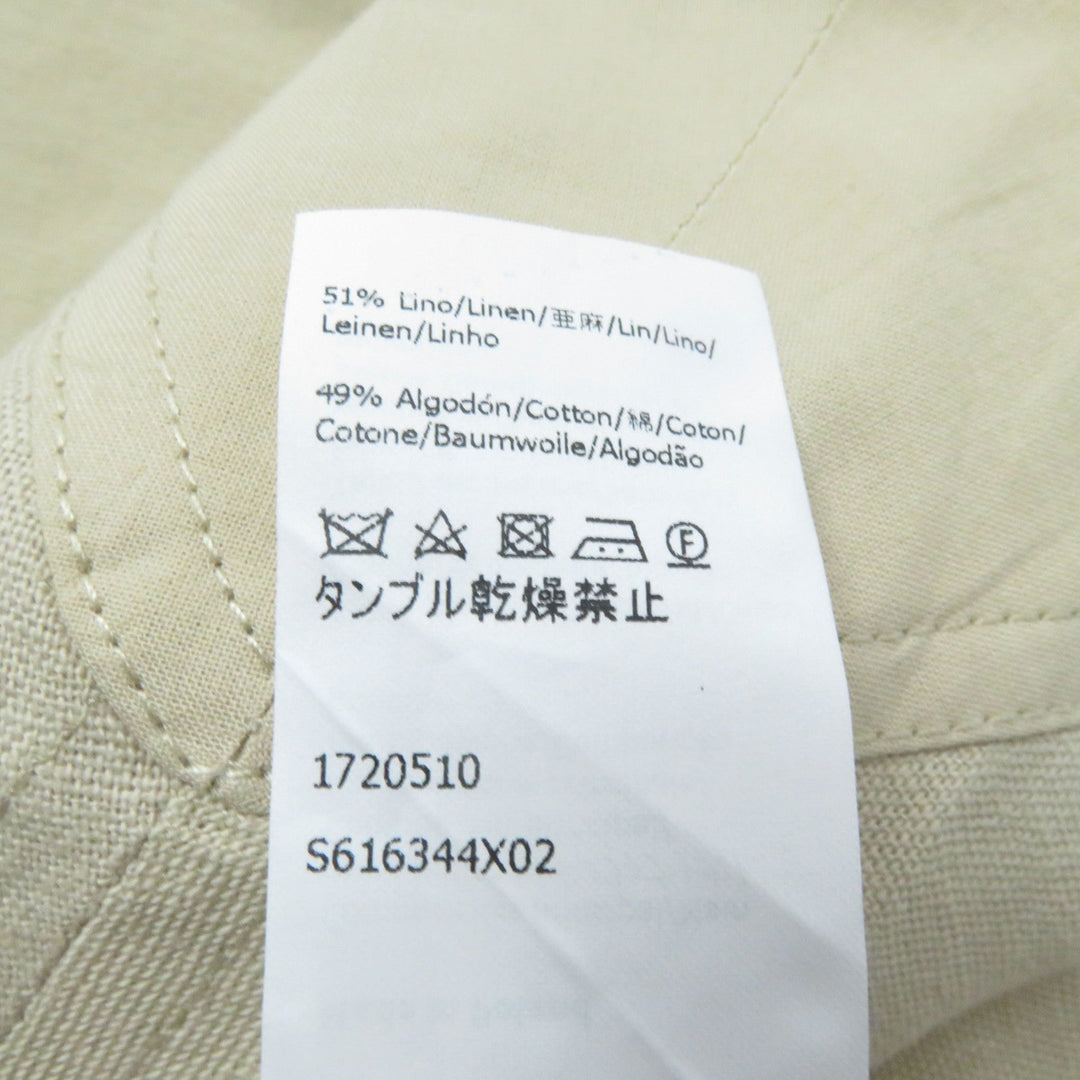 51% Lino/Linen/亜麻/Lin/Lino/
Leinen/Linho
49% Algodón/Cotton/綿/Coton/
Cotone/Baumwolle/Algodão
F
タンブル乾燥禁止
1720510
S616344X02